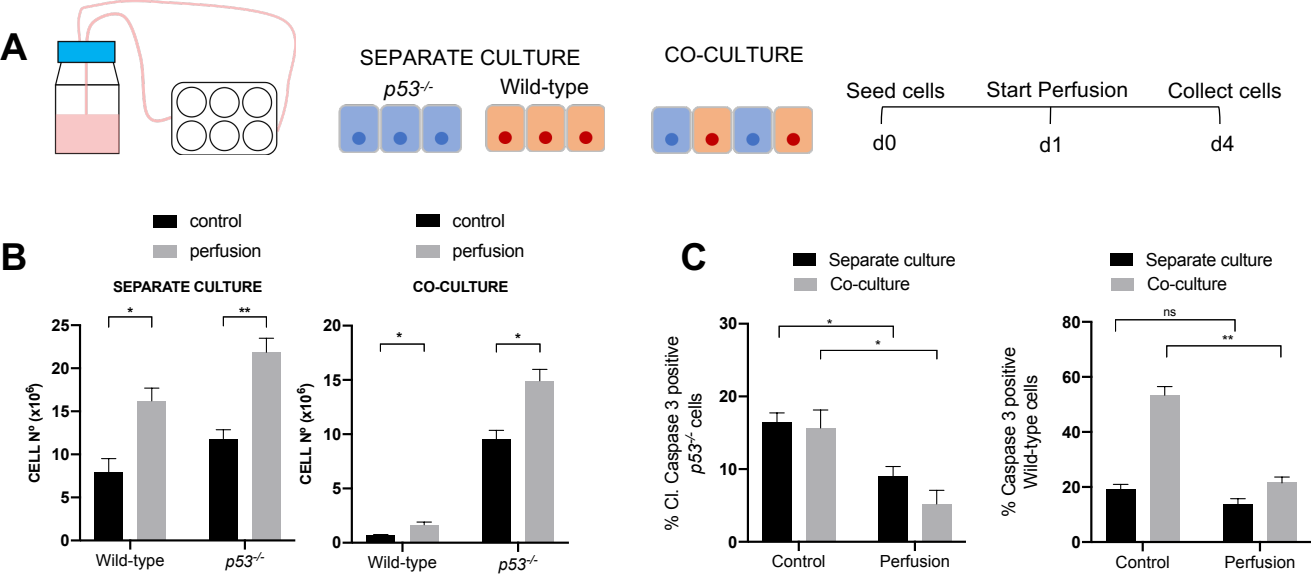 A
SEPARATE CULTURE
p53-/-
Wild-type
CO-CULTURE
Seed cells
Start Perfusion
Collect cells
d0
d1
d4
B
control
perfusion
SEPARATE CULTURE
*
**
CELL Nº (x10⁶)
25
20
15
10
5
0
Wild-type
p53-/-
control
perfusion
CO-CULTURE
*
*
CELL Nº (x10⁶)
20
15
10
5
0
Wild-type
p53-/-
C
Separate culture
Co-culture
*
*
% Cl. Caspase 3 positive
p53-/- cells
30
20
10
0
Control
Perfusion
Separate culture
Co-culture
ns
**
% Caspase 3 positive
Wild-type cells
80
60
40
20
0
Control
Perfusion